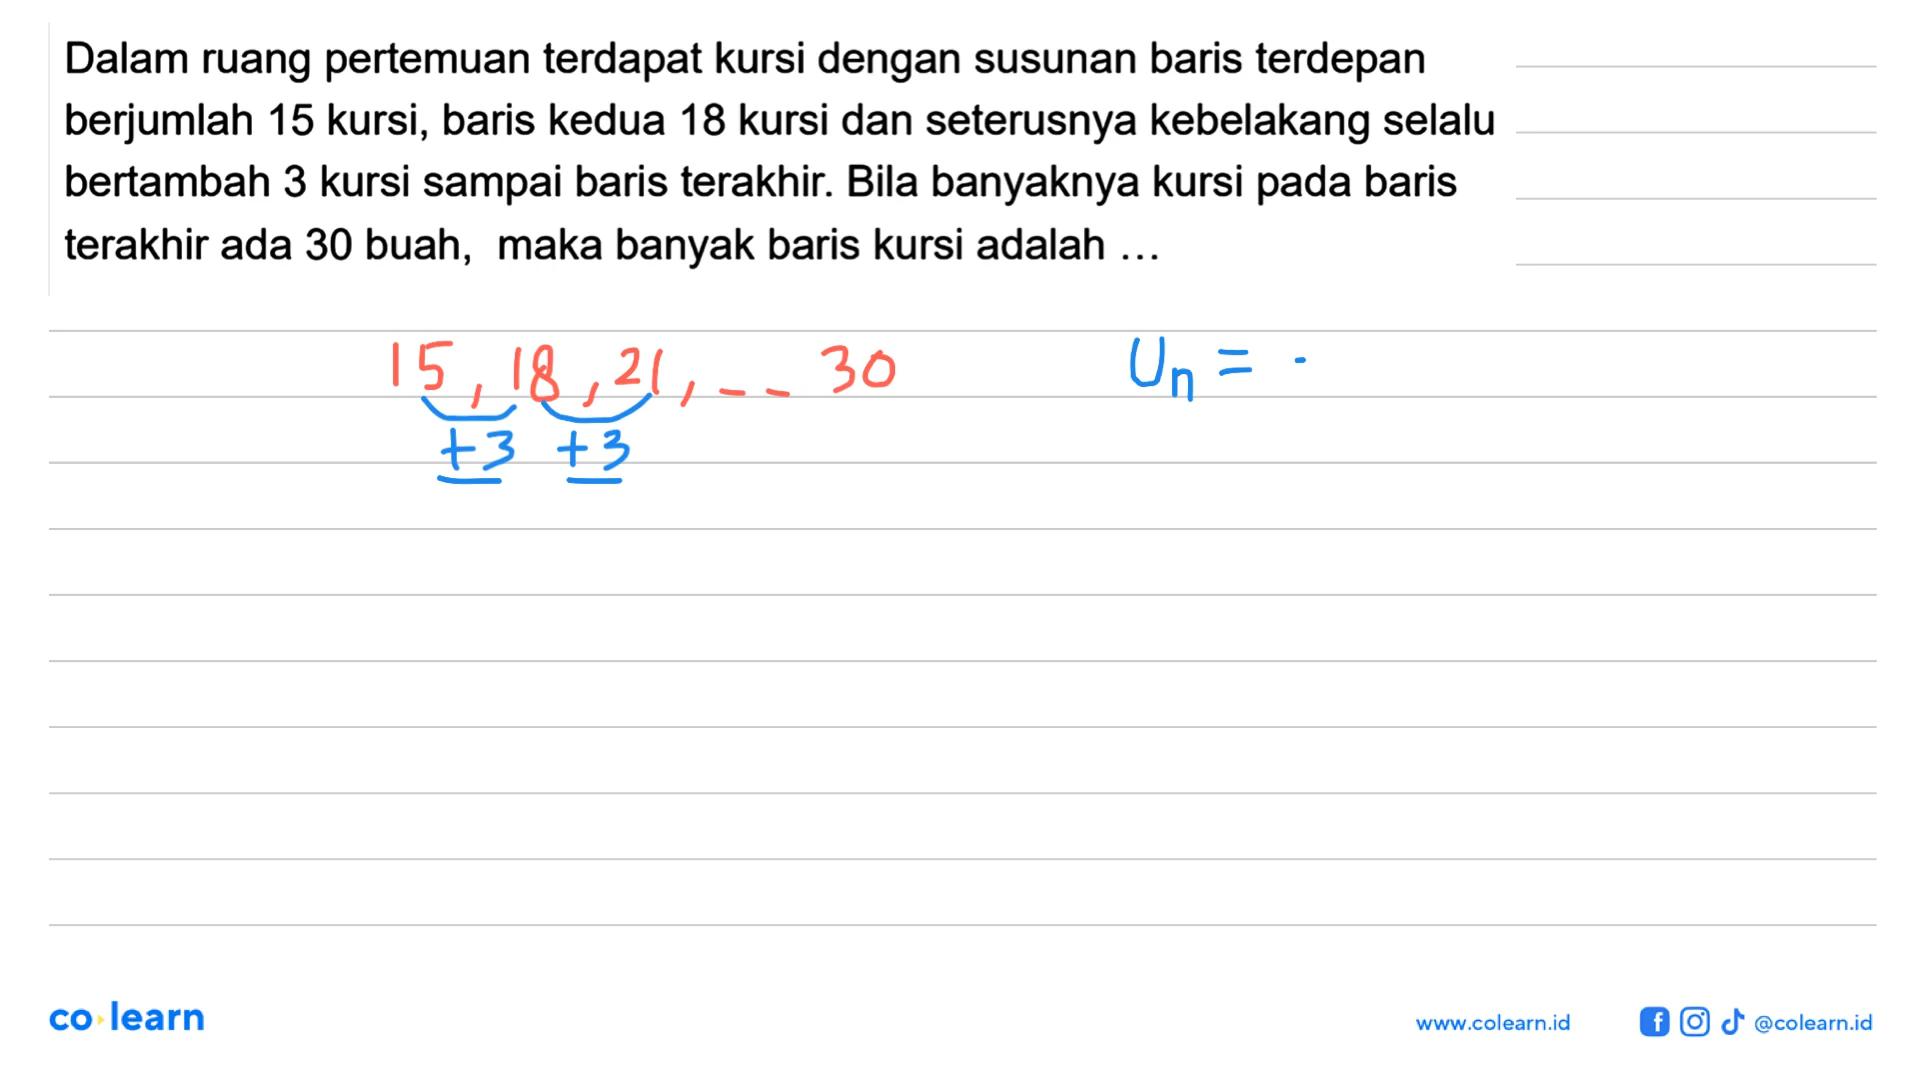 Dalam ruang pertemuan terdapat kursi dengan susunan baris terdepan
berjumlah 15 kursi, baris kedua 18 kursi dan seterusnya kebelakang selalu
bertambah 3 kursi sampai baris terakhir. Bila banyaknya kursi pada baris
terakhir ada 30 buah, maka banyak baris kursi adalah ...
15, 18, 21, -- 30
+3 +3
Un = -
co learn
www.colearn.id
@colearn.id